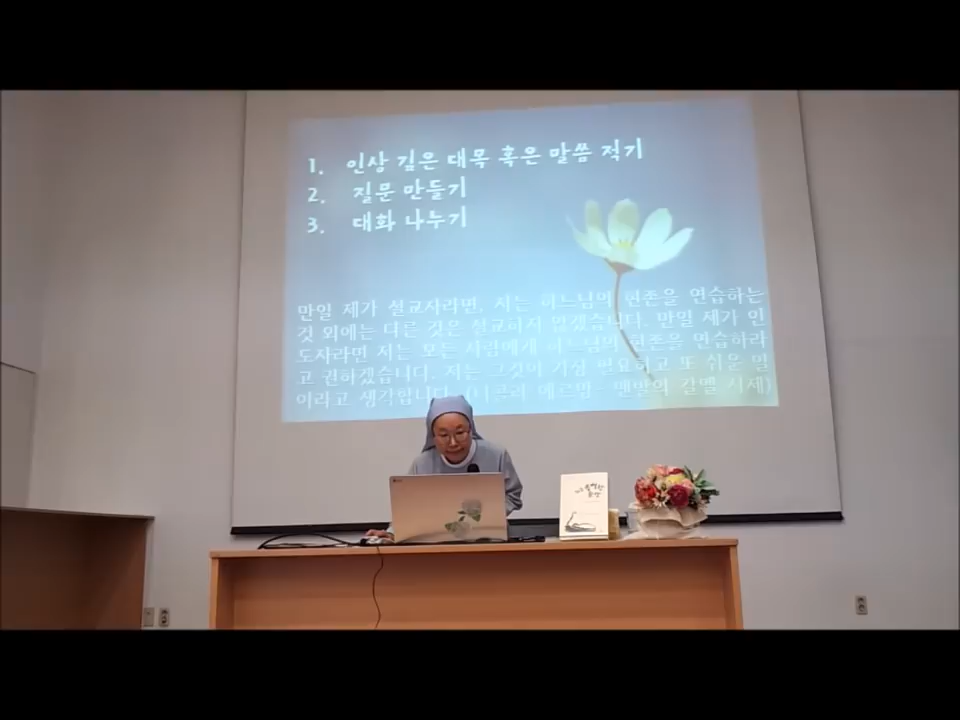 1. 인상 깊은 대목 혹은 말씀 적기
2. 질문 만들기
3. 대화 나누기
만일 제가 설교자라면, 저는 하느님의 현존을 연습하는
것 외에는 다른 것은 설교하지 않겠습니다. 만일 제가 인
도자라면 저는 모든 사람에게 하느님의 현존을 연습하라
고 권하겠습니다. 저는 그것이 가장 필요하고 또 쉬운 일
이라고 생각합니다. 맨발의 갈멜 시세)